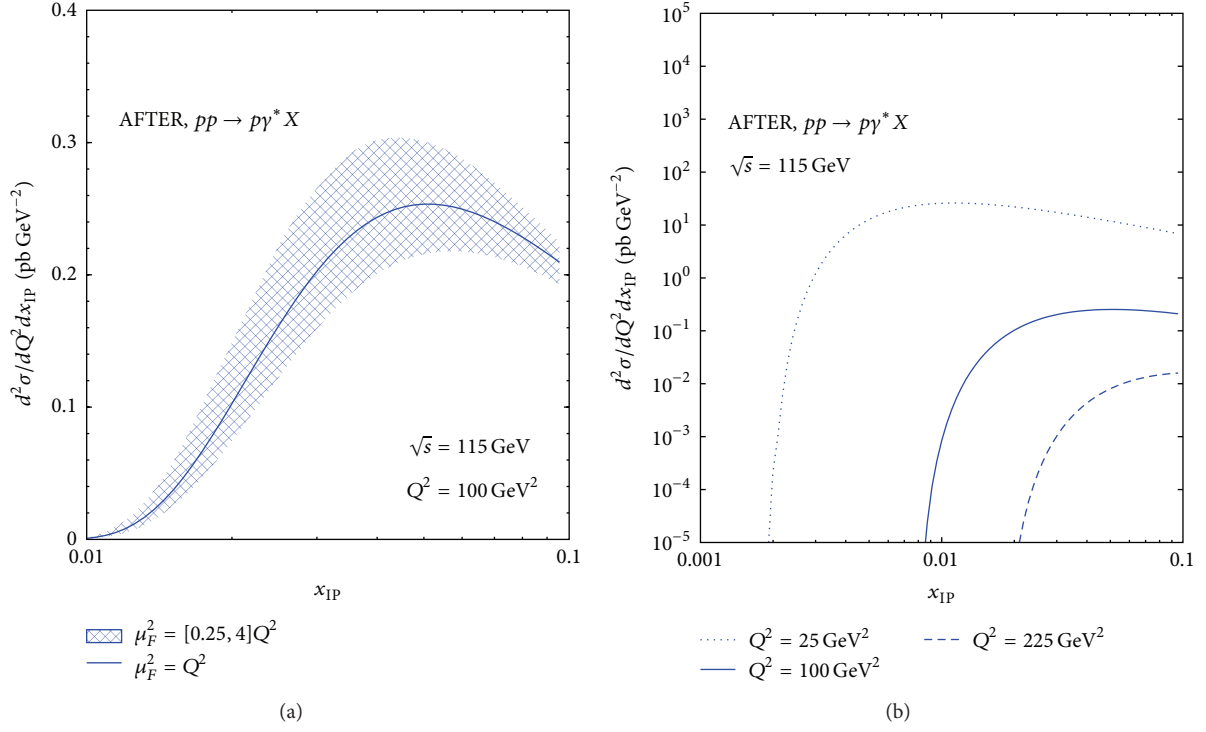 0.4
0.3
0.2
0.1
0
0.01
0.1
d²σ/dQ²dx_IP (pb GeV⁻²)
x_IP
AFTER, pp → pγ* X
√s = 115 GeV
Q² = 100 GeV²
μ_F² = [0.25, 4]Q²
μ_F² = Q²
(a)
10⁵
10⁴
10³
10²
10¹
10⁰
10⁻¹
10⁻²
10⁻³
10⁻⁴
10⁻⁵
0.001
0.01
0.1
d²σ/dQ²dx_IP (pb GeV⁻²)
x_IP
AFTER, pp → pγ* X
√s = 115 GeV
Q² = 25 GeV²
Q² = 100 GeV²
Q² = 225 GeV²
(b)